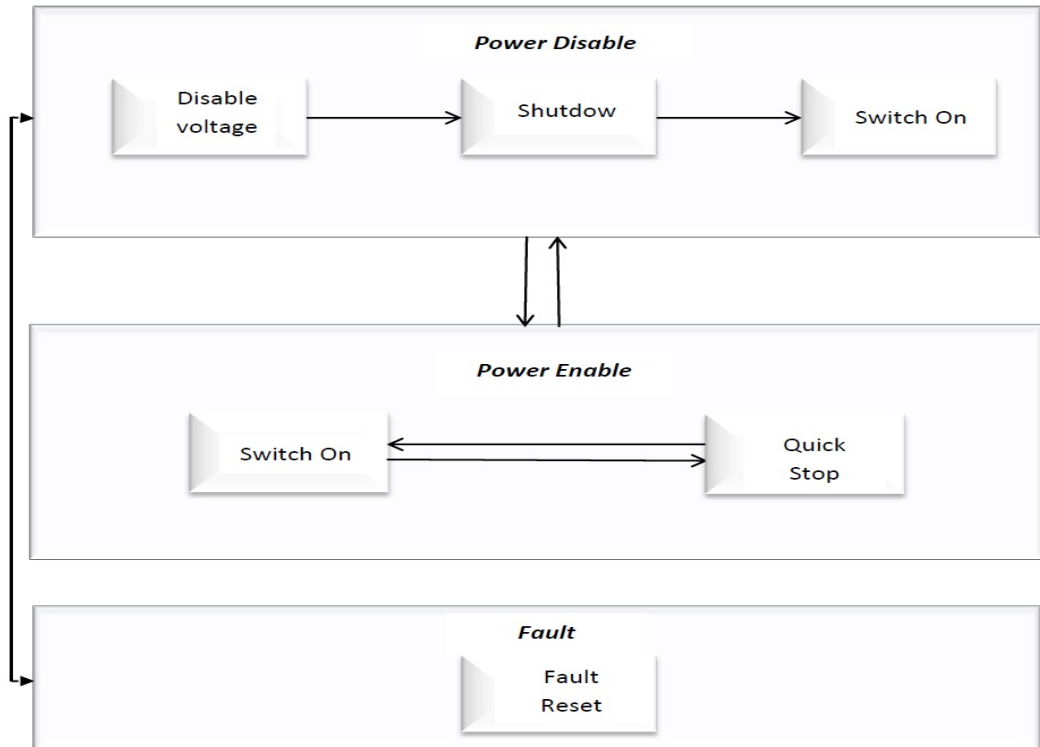 Power Disable
Disable
voltage
Shutdow
Switch On
Power Enable
Switch On
Quick
Stop
Fault
Fault
Reset